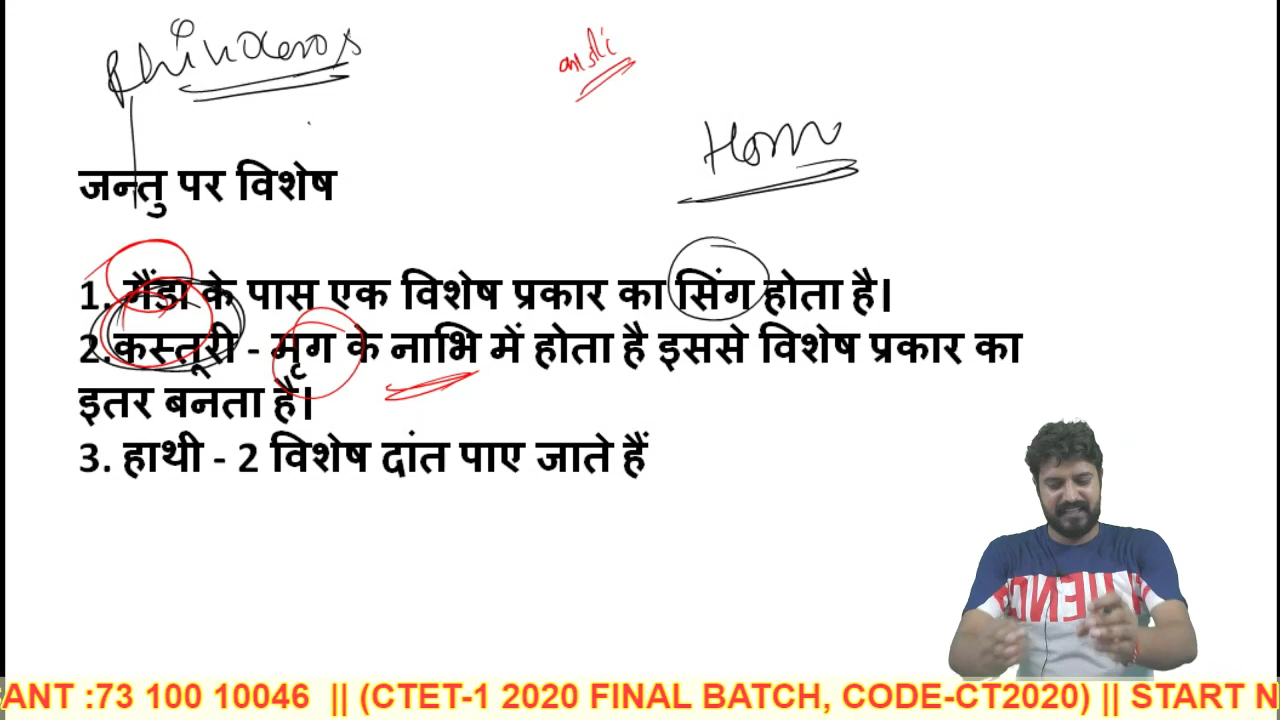 Rhinoceros
Horn
जन्तु पर विशेष
1. गैंडा के पास एक विशेष प्रकार का सिंग होता है।
2.कस्तूरी - मृग के नाभि में होता है इससे विशेष प्रकार का
इतर बनता है।
3. हाथी - 2 विशेष दांत पाए जाते हैं
ANT :73 100 10046 || (CTET-1 2020 FINAL BATCH, CODE-CT2020) || START N